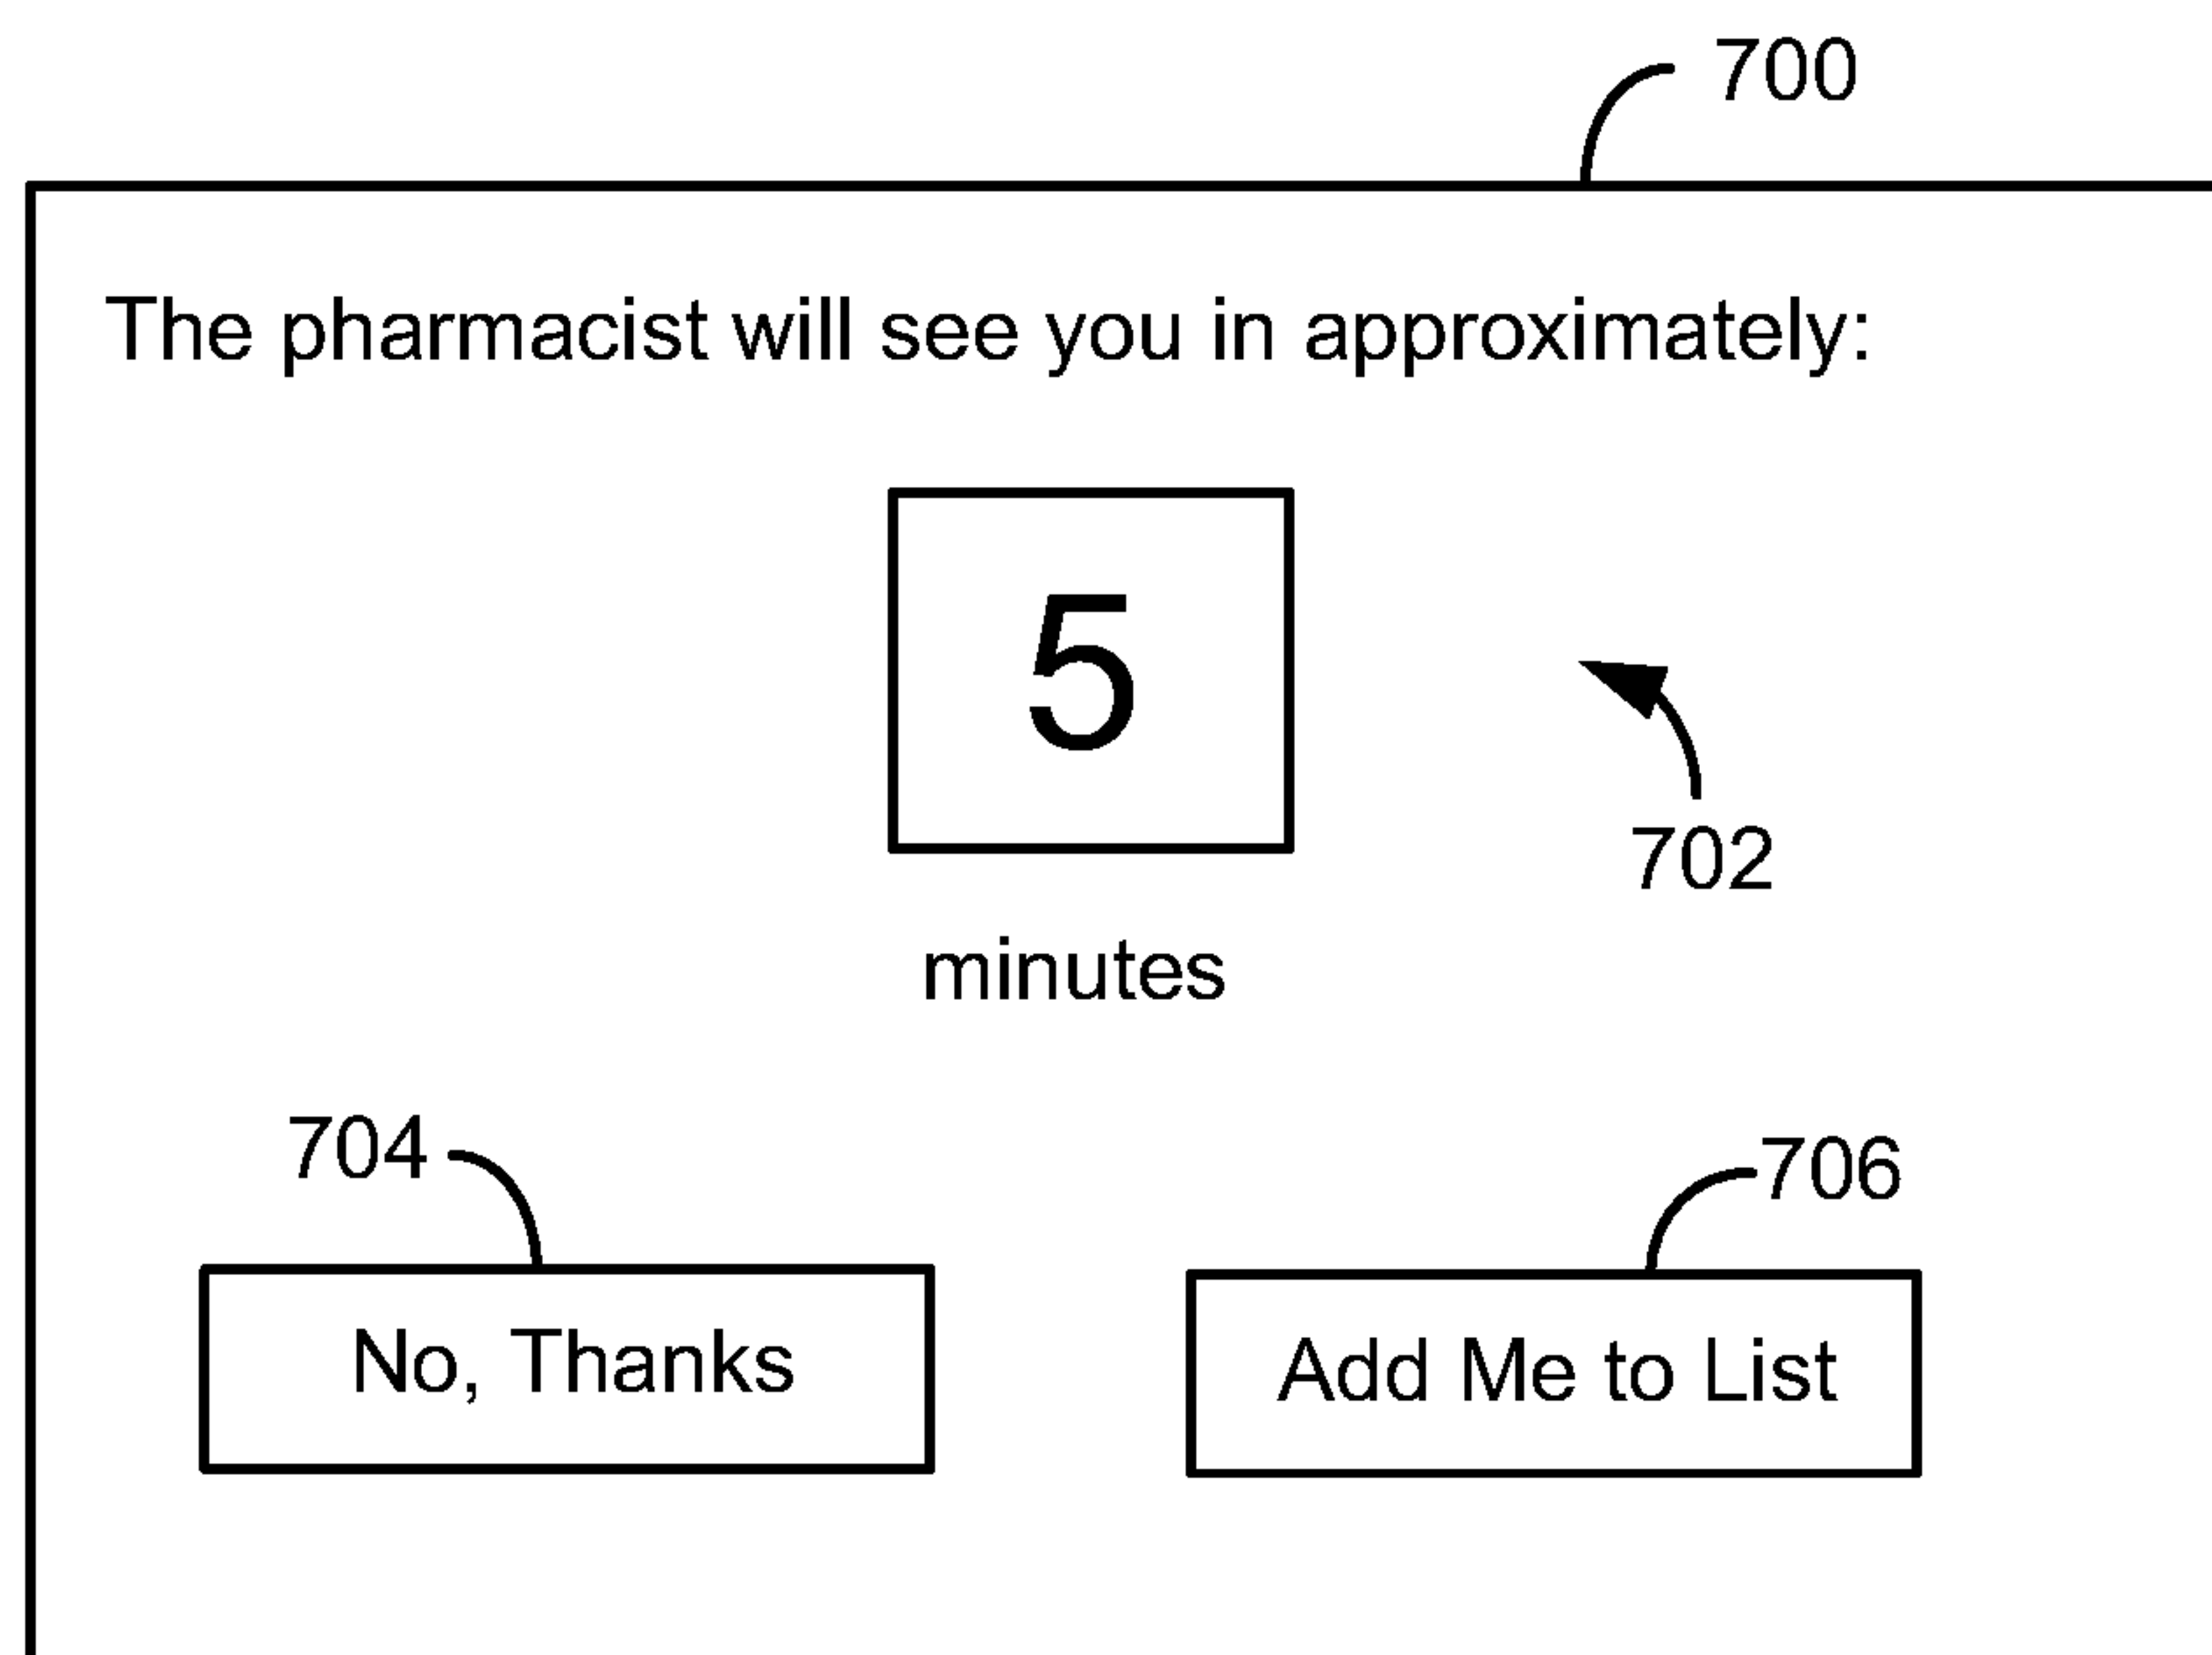 700
The pharmacist will see you in approximately:
5
702
minutes
704
706
No, Thanks
Add Me to List